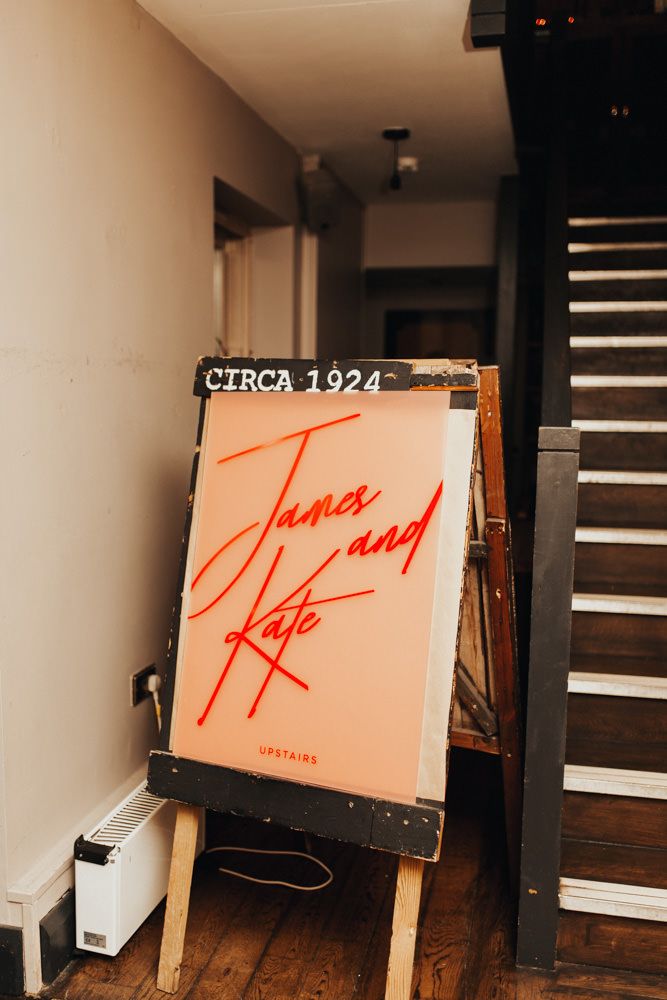 CIRCA 1924
James
and
Kate
UPSTAIRS